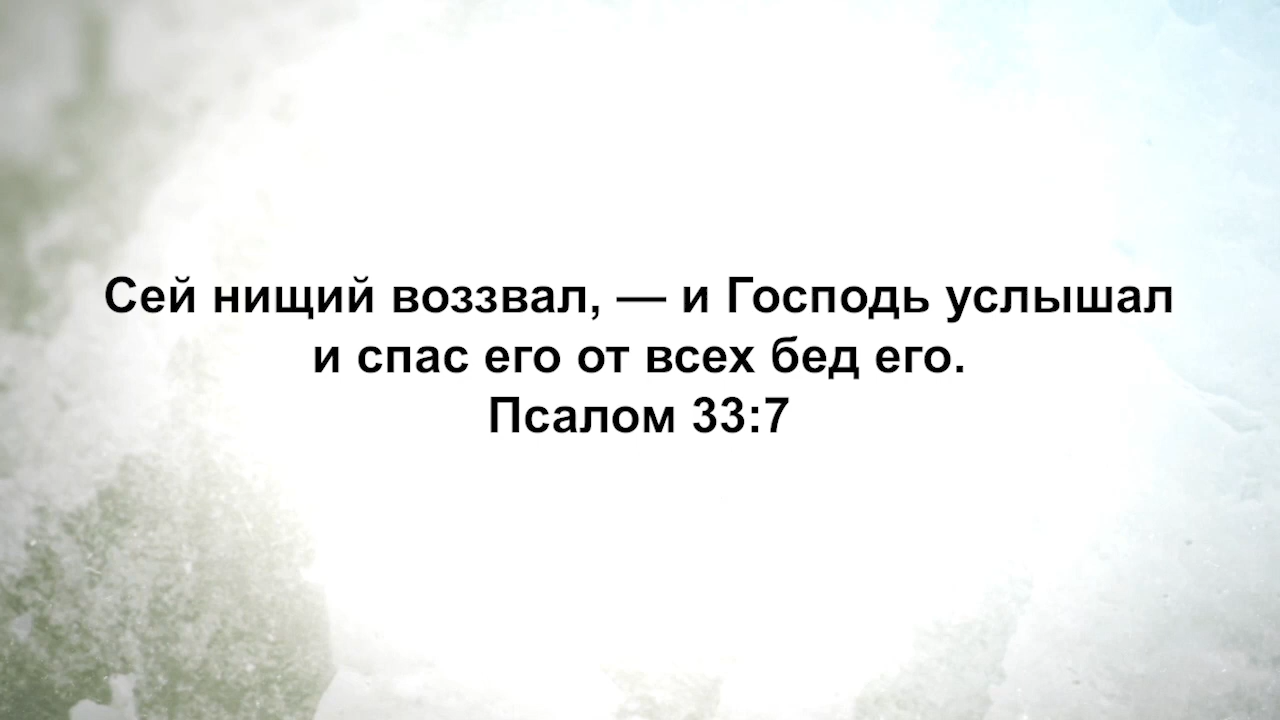 Сей нищий воззвал, — и Господь услышал
и спас его от всех бед его.
Псалом 33:7